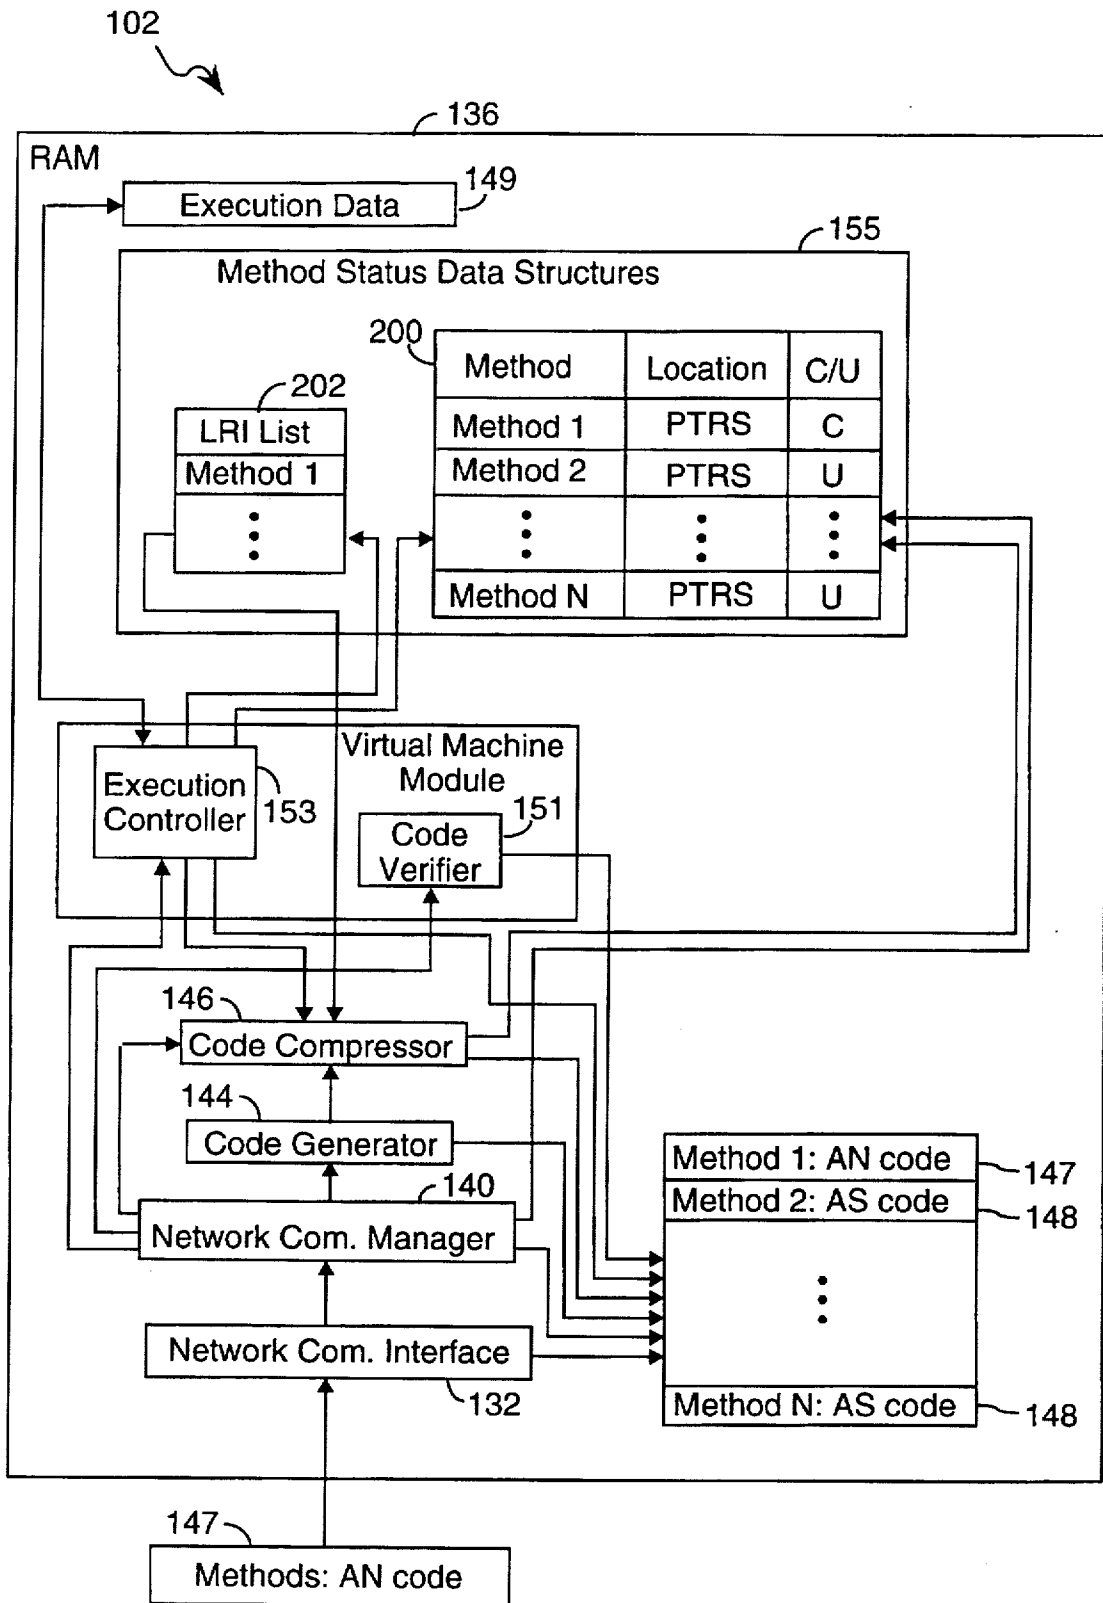 102
136
RAM
149
Execution Data
155
Method Status Data Structures
200
Method Location C/U
202
LRI List
Method 1 PTRS C
Method 1
Method 2 PTRS U
Method N PTRS U
Virtual Machine
Module
Execution
Controller
153
151
Code
Verifier
146
Code Compressor
144
Code Generator
140
Network Com. Manager
Network Com. Interface
132
Method 1: AN code
147
Method 2: AS code
148
Method N: AS code
148
147
Methods: AN code